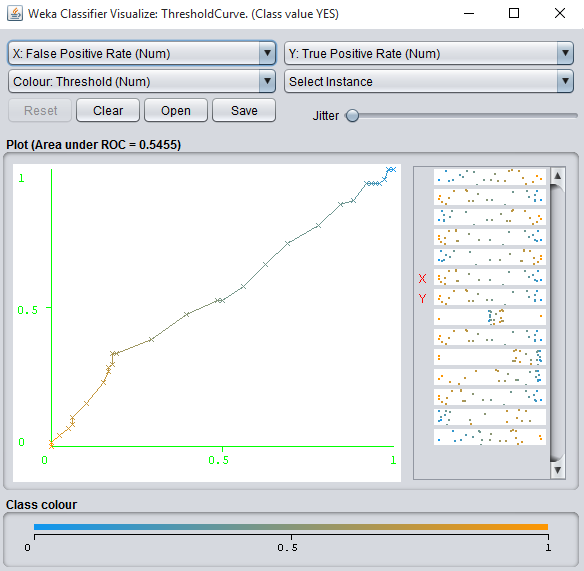 Weka Classifier Visualize: ThresholdCurve. (Class value YES)
X: False Positive Rate (Num)
Y: True Positive Rate (Num)
Colour: Threshold (Num)
Select Instance
Reset
Clear
Open
Save
Jitter
Plot (Area under ROC = 0.5455)
1
0.5
0
0
0.5
1
X
Y
Class colour
0
0.5
1